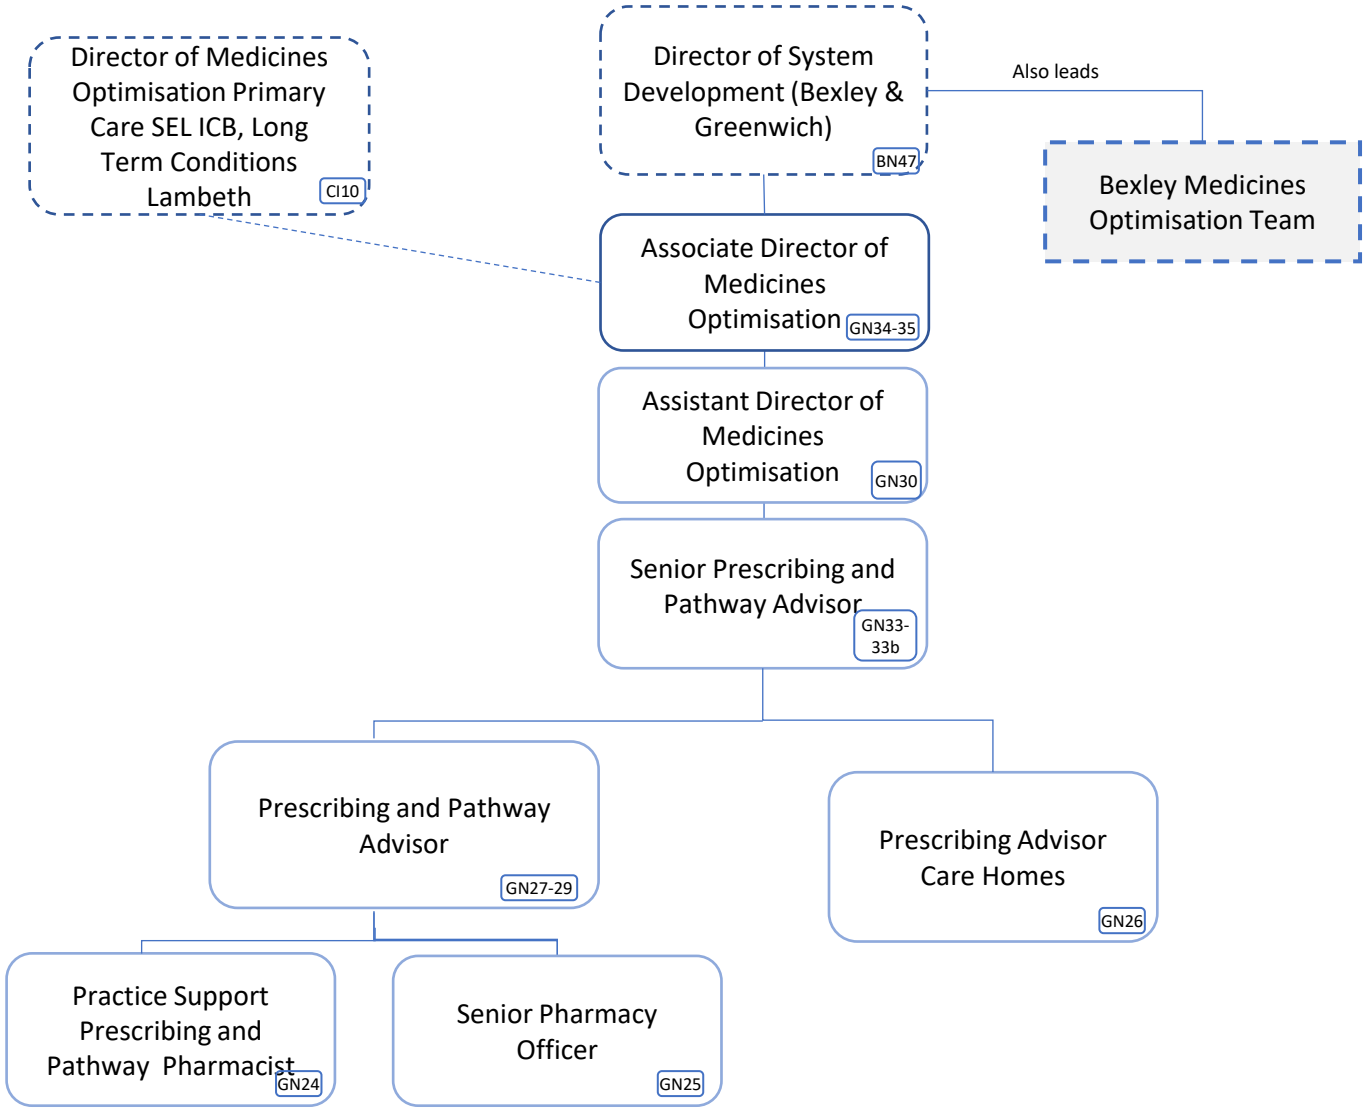 Director of Medicines
Optimisation Primary
Care SEL ICB, Long
Term Conditions
Lambeth
CI10
Director of System
Development (Bexley &
Greenwich)
BN47
Also leads
Bexley Medicines
Optimisation Team
Associate Director of
Medicines
Optimisation
GN34-35
Assistant Director of
Medicines
Optimisation
GN30
Senior Prescribing and
Pathway Advisor
GN33-
33b
Prescribing and Pathway
Advisor
GN27-29
Prescribing Advisor
Care Homes
GN26
Practice Support
Prescribing and
Pathway  Pharmacist
GN24
Senior Pharmacy
Officer
GN25